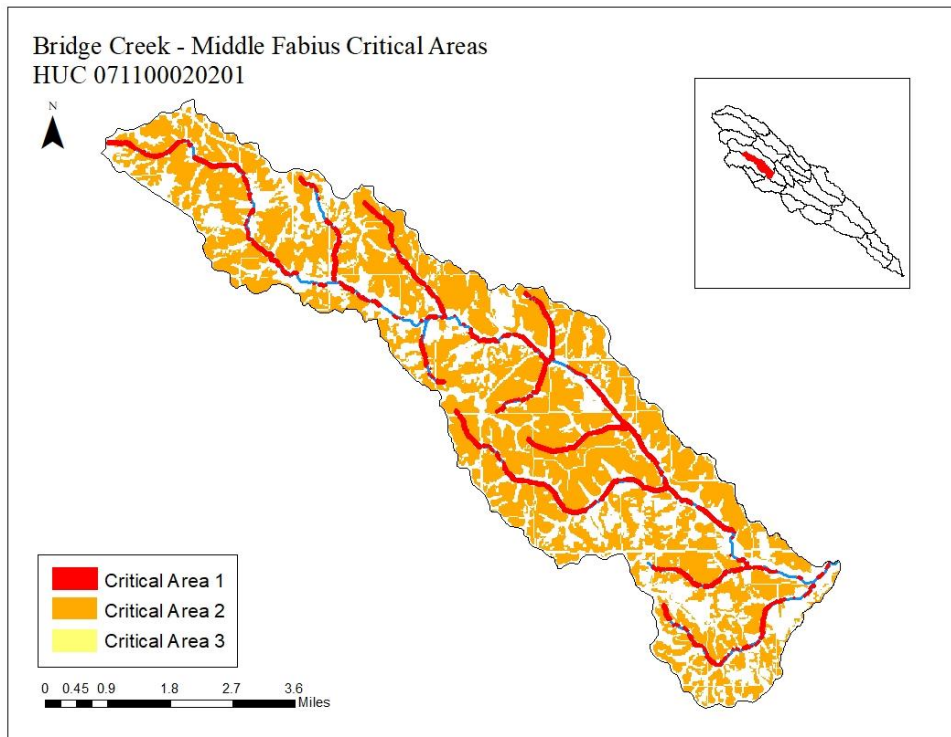 Bridge Creek - Middle Fabius Critical Areas
HUC 071100020201
N
Critical Area 1
Critical Area 2
Critical Area 3
0 0.45 0.9 1.8 2.7 3.6
Miles